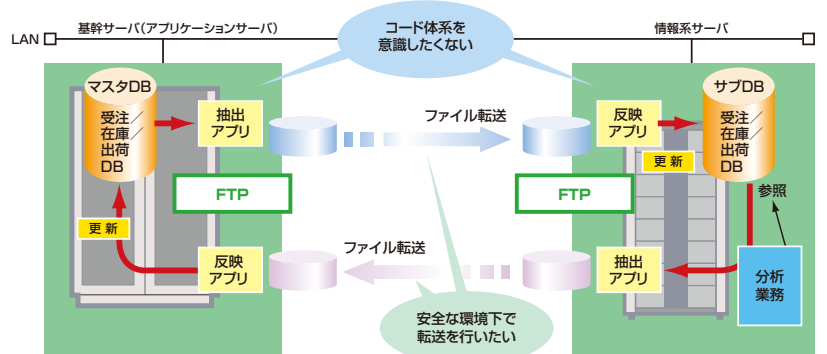 LAN
基幹サーバ(アプリケーションサーバ)
コード体系を
意識したくない
情報系サーバ
マスタDB
受注／
在庫／
出荷
DB
抽出
アプリ
ファイル転送
反映
アプリ
サブDB
受注／
在庫／
出荷
DB
更新
FTP
FTP
参照
更新
反映
アプリ
ファイル転送
抽出
アプリ
分析
業務
安全な環境下で
転送を行いたい